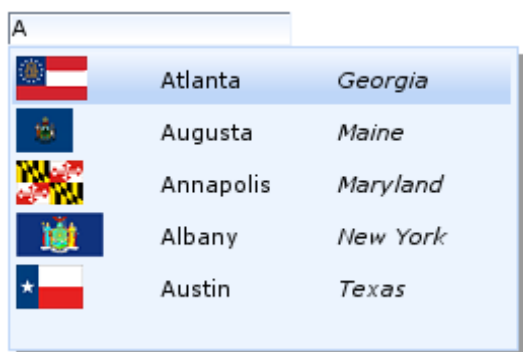 A
Atlanta Georgia
Augusta Maine
Annapolis Maryland
Albany New York
Austin Texas